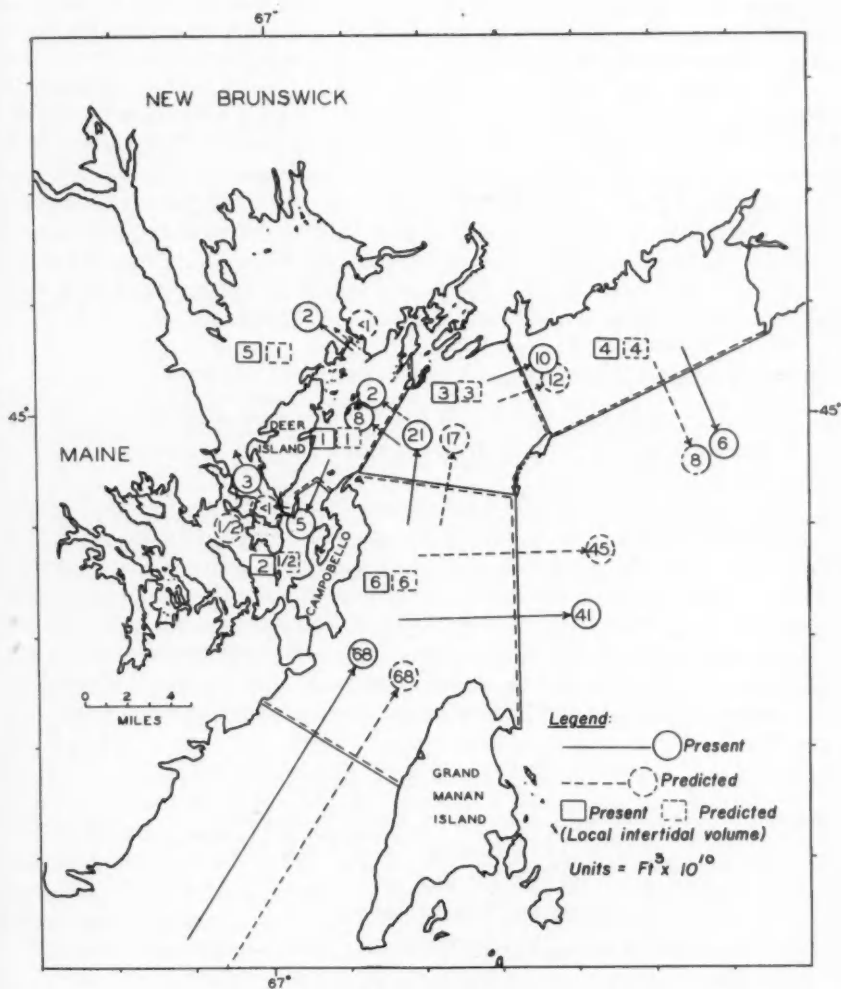 67°
NEW BRUNSWICK
2
<1
5 1
4 4
10
12
3 3
2
8
45°
45°
DEER
ISLAND
1 1
21
17
6
8
MAINE
3
<1
1/2
5
2 1/2
CAMPOBELLO
6 6
45
41
68
68
0 2 4
MILES
GRAND
MANAN
ISLAND
Legend:
Present
Predicted
Present Predicted
(Local intertidal volume)
Units = Ft³ x 10¹⁰
67°